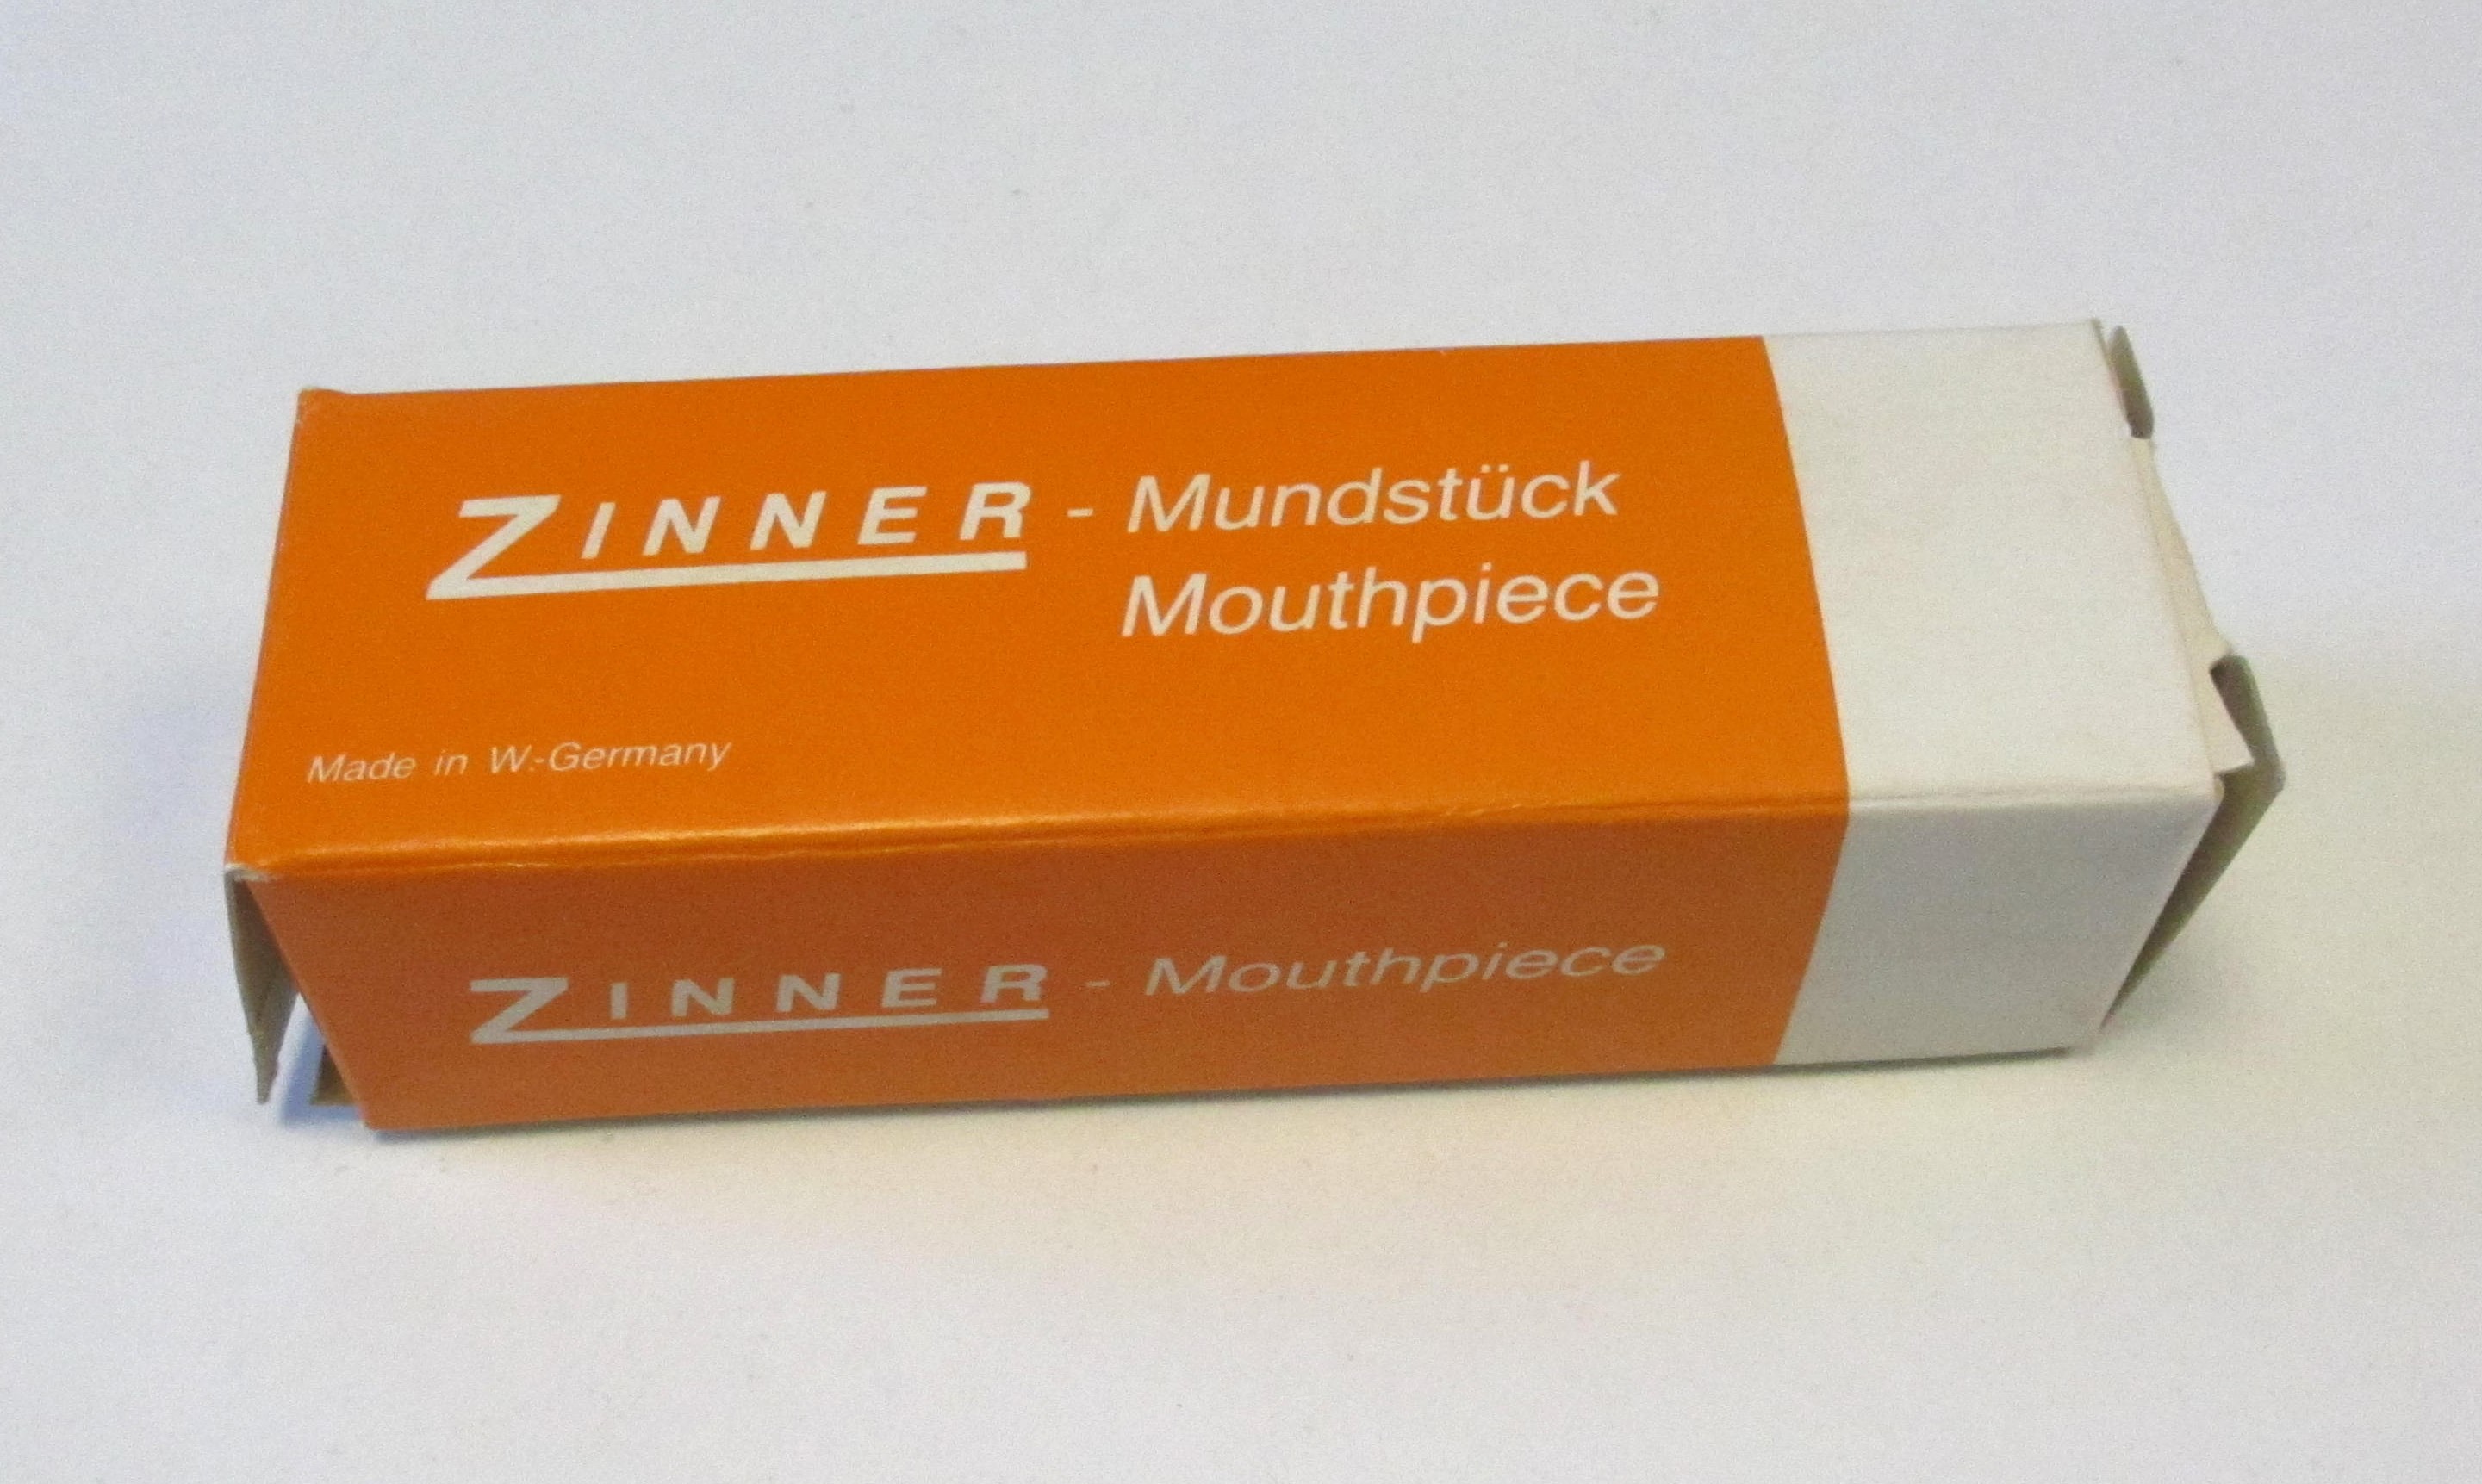 ZINNER - Mundstück
Mouthpiece
Made in W.-Germany
ZINNER - Mouthpiece